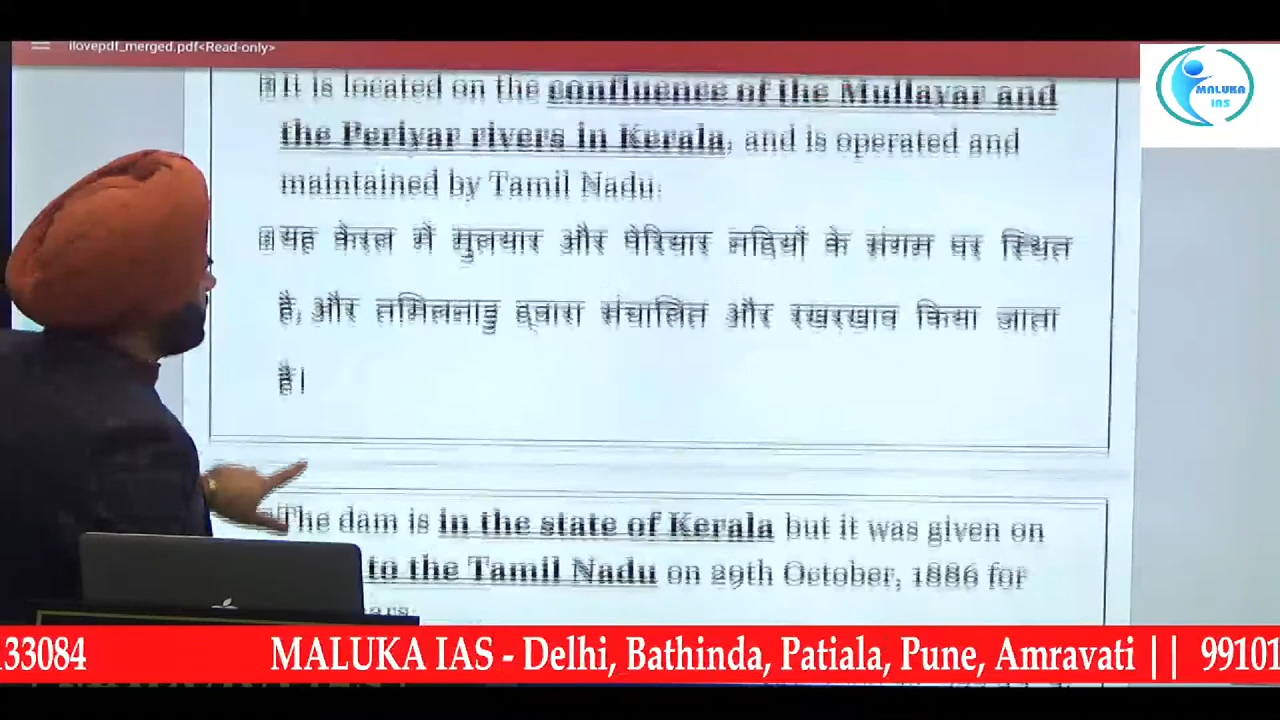 ilovepdf_merged.pdf<Read-only>
MALUKA
IAS
It is located on the confluence of the Mullayar and
the Periyar rivers in Kerala, and is operated and
maintained by Tamil Nadu.
यह केरल में मुलयार और पेरियार नदियों के संगम पर स्थित
है, और तमिलनाडु द्वारा संचालित और रखरखाव किया जाता
है।
The dam is in the state of Kerala but it was given on
to the Tamil Nadu on 29th October, 1886 for
33084 MALUKA IAS - Delhi, Bathinda, Patiala, Pune, Amravati || 99101